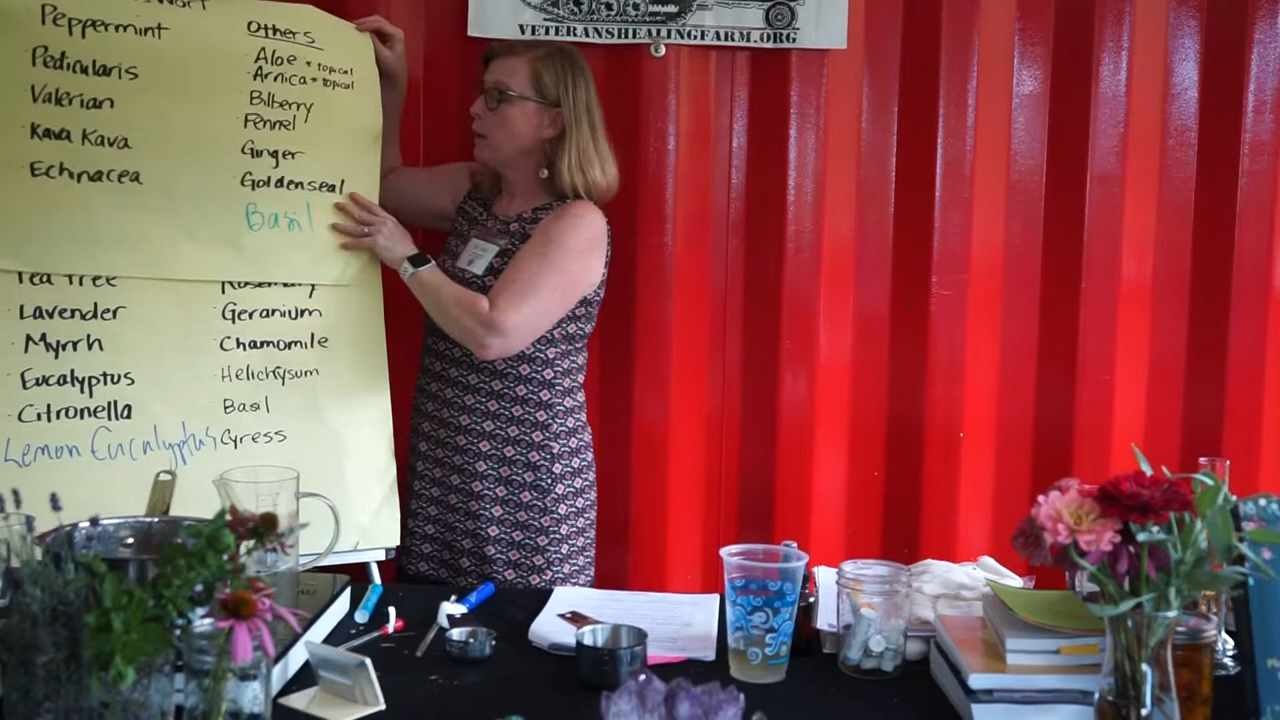 VETERANSHEALINGFARM.ORG
Peppermint
Pedicularis
Valerian
Kava Kava
Echinacea
Others
Aloe * topical
Arnica * topical
Bilberry
Fennel
Ginger
Goldenseal
Basil
Tea Tree
Lavender
Myrrh
Eucalyptus
Citronella
Lemon Eucalyptus
Rosemary
Geranium
Chamomile
Helichrysum
Basil
Cyress